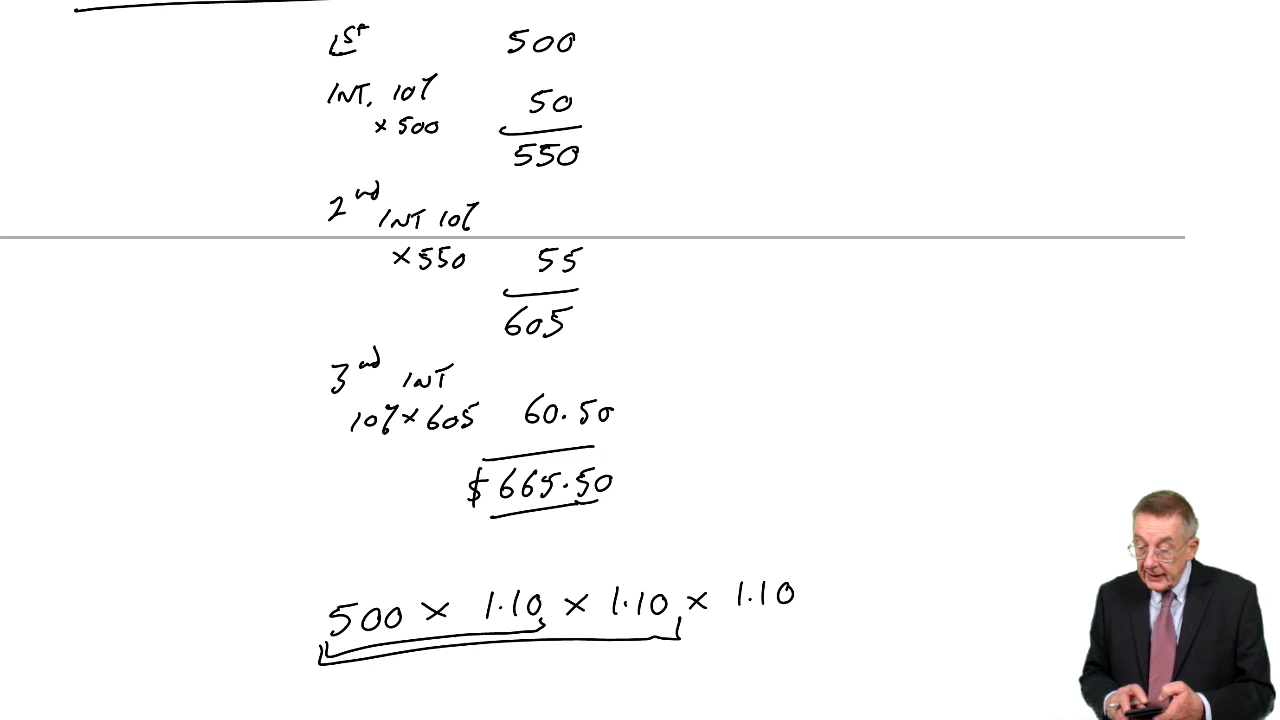 1st 500
INT. 10% 50
× 500
550
2nd
INT 10%
× 550 55
605
3nd INT
10% × 605 60.50
$ 665.50
500 × 1.10 × 1.10 × 1.10